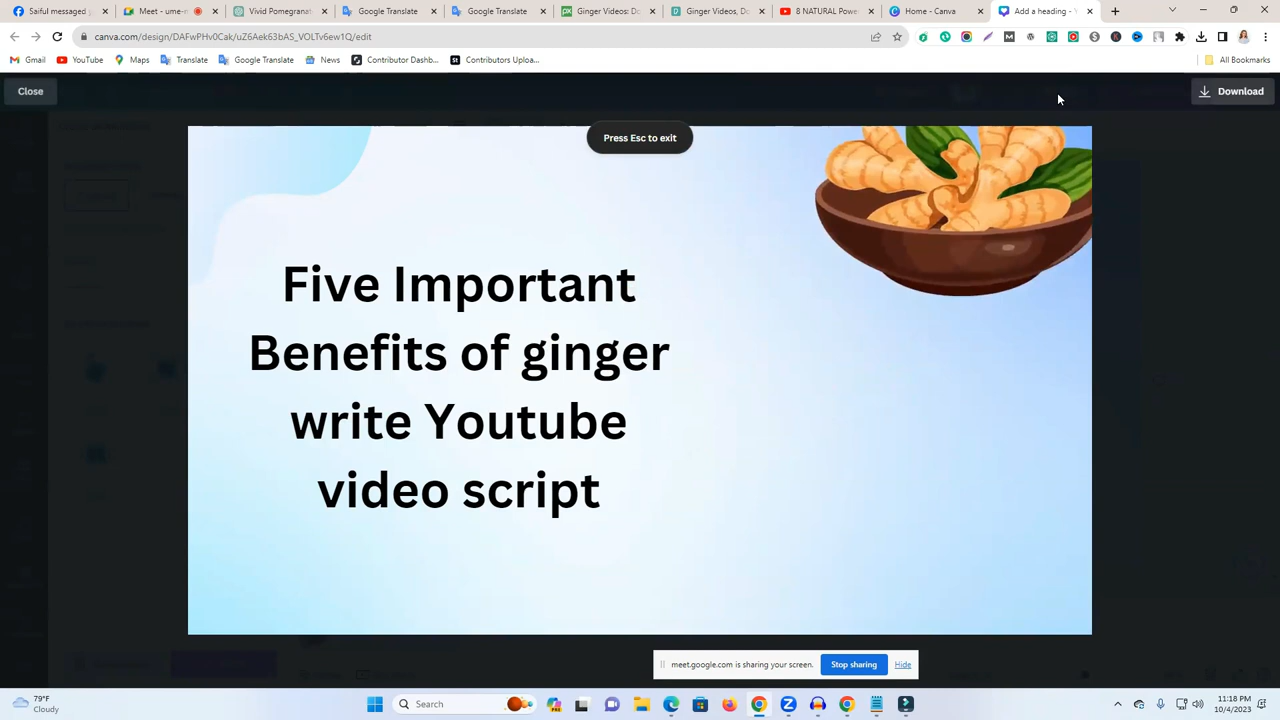 Saiful messaged
Meet - ume-m
Vivid Pomegranat
Google Translate
Google Translate
Ginger Videos: Do
Ginger Videos, Do
8 NATURAL Powe
Home - Canva
Add a heading - Y
canva.com/design/DAFwPHv0Cak/uZ6Aek63bAS_VOLTv6ew1Q/edit
Gmail
YouTube
Maps
Translate
Google Translate
News
Contributor Dashb...
Contributors Uploa...
All Bookmarks
Close
Download
Press Esc to exit
Five Important
Benefits of ginger
write Youtube
video script
meet.google.com is sharing your screen.
Stop sharing
Hide
79°F
Cloudy
Search
11:18 PM
10/4/2023